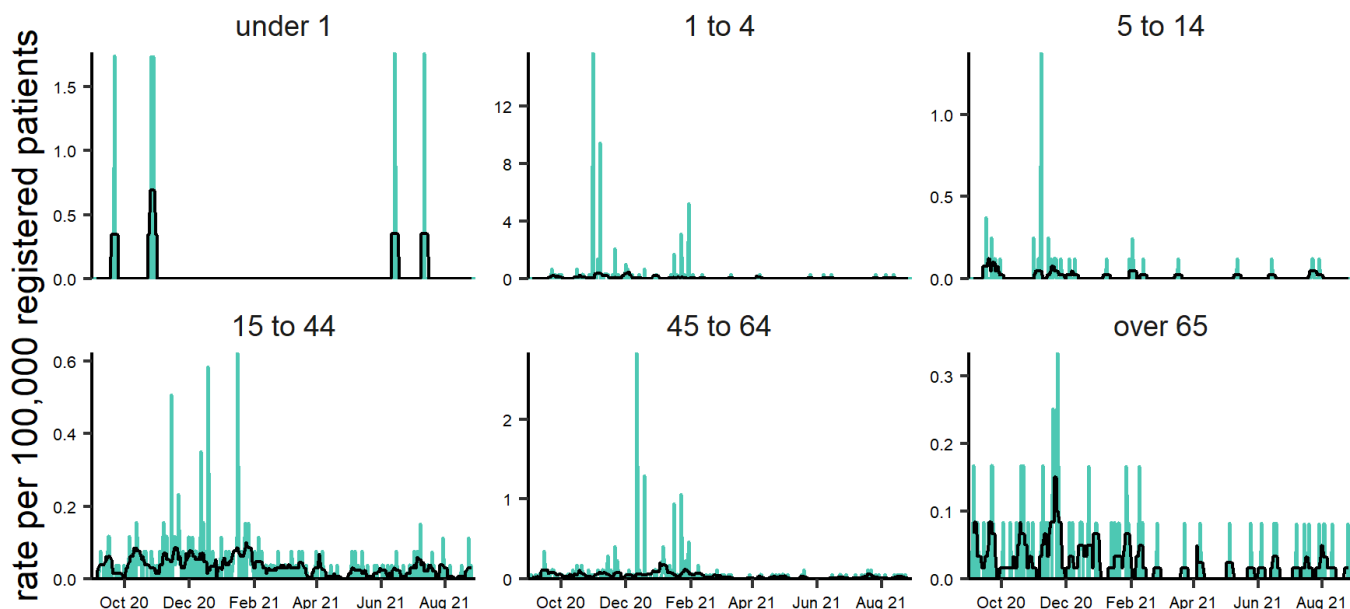 rate per 100,000 registered patients
under 1
1 to 4
5 to 14
1.5
1.0
0.5
0.0
12
8
4
0
1.0
0.5
0.0
15 to 44
45 to 64
over 65
0.6
0.4
0.2
0.0
2
1
0
0.3
0.2
0.1
0.0
Oct 20 Dec 20 Feb 21 Apr 21 Jun 21 Aug 21
Oct 20 Dec 20 Feb 21 Apr 21 Jun 21 Aug 21
Oct 20 Dec 20 Feb 21 Apr 21 Jun 21 Aug 21